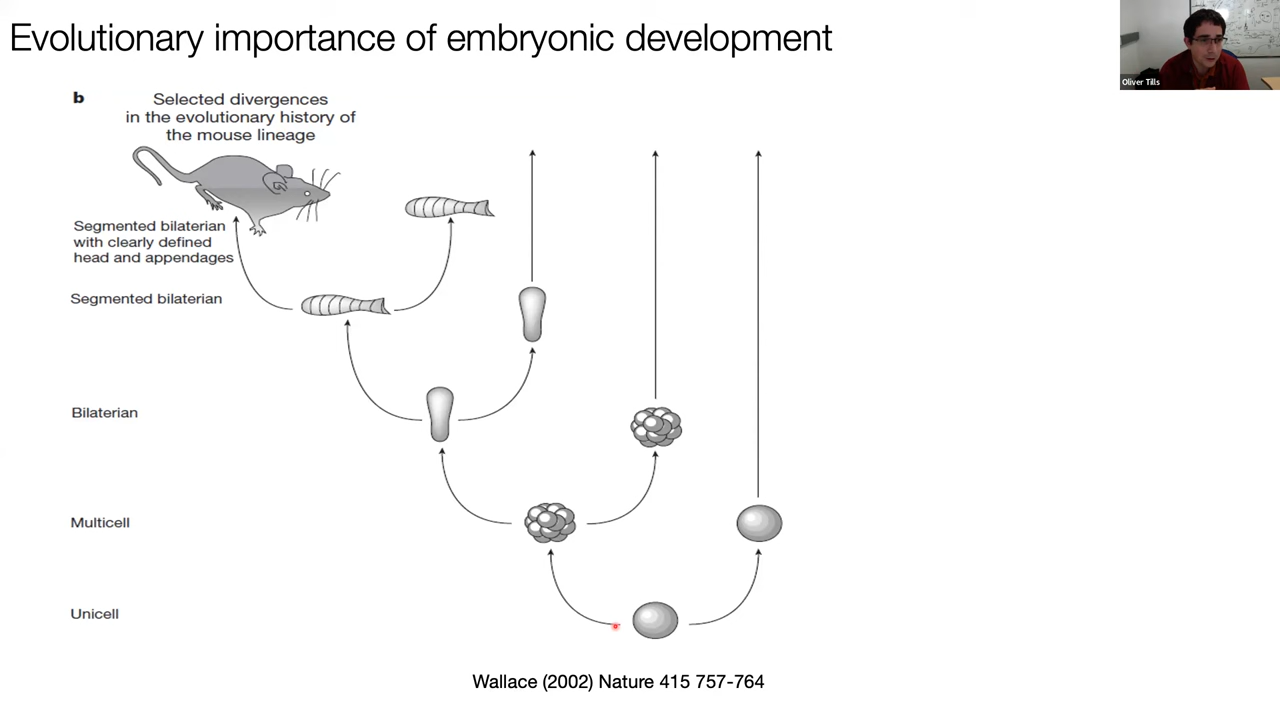 Evolutionary importance of embryonic development
Oliver Tills
b
Selected divergences
in the evolutionary history of
the mouse lineage
Segmented bilaterian
with clearly defined
head and appendages
Segmented bilaterian
Bilaterian
Multicell
Unicell
Wallace (2002) Nature 415 757-764